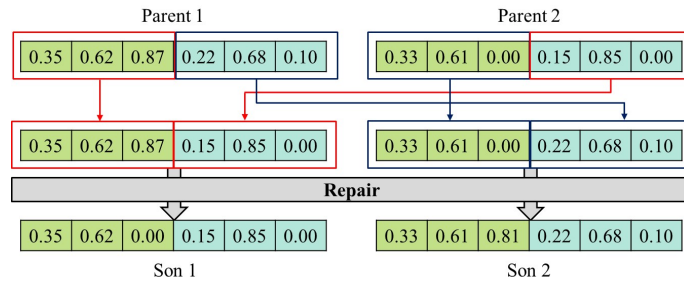 Parent 1 Parent 2
0.35 0.62 0.87 0.22 0.68 0.10 0.33 0.61 0.00 0.15 0.85 0.00
0.35 0.62 0.87 0.15 0.85 0.00 0.33 0.61 0.00 0.22 0.68 0.10
Repair
0.35 0.62 0.00 0.15 0.85 0.00 0.33 0.61 0.81 0.22 0.68 0.10
Son 1 Son 2